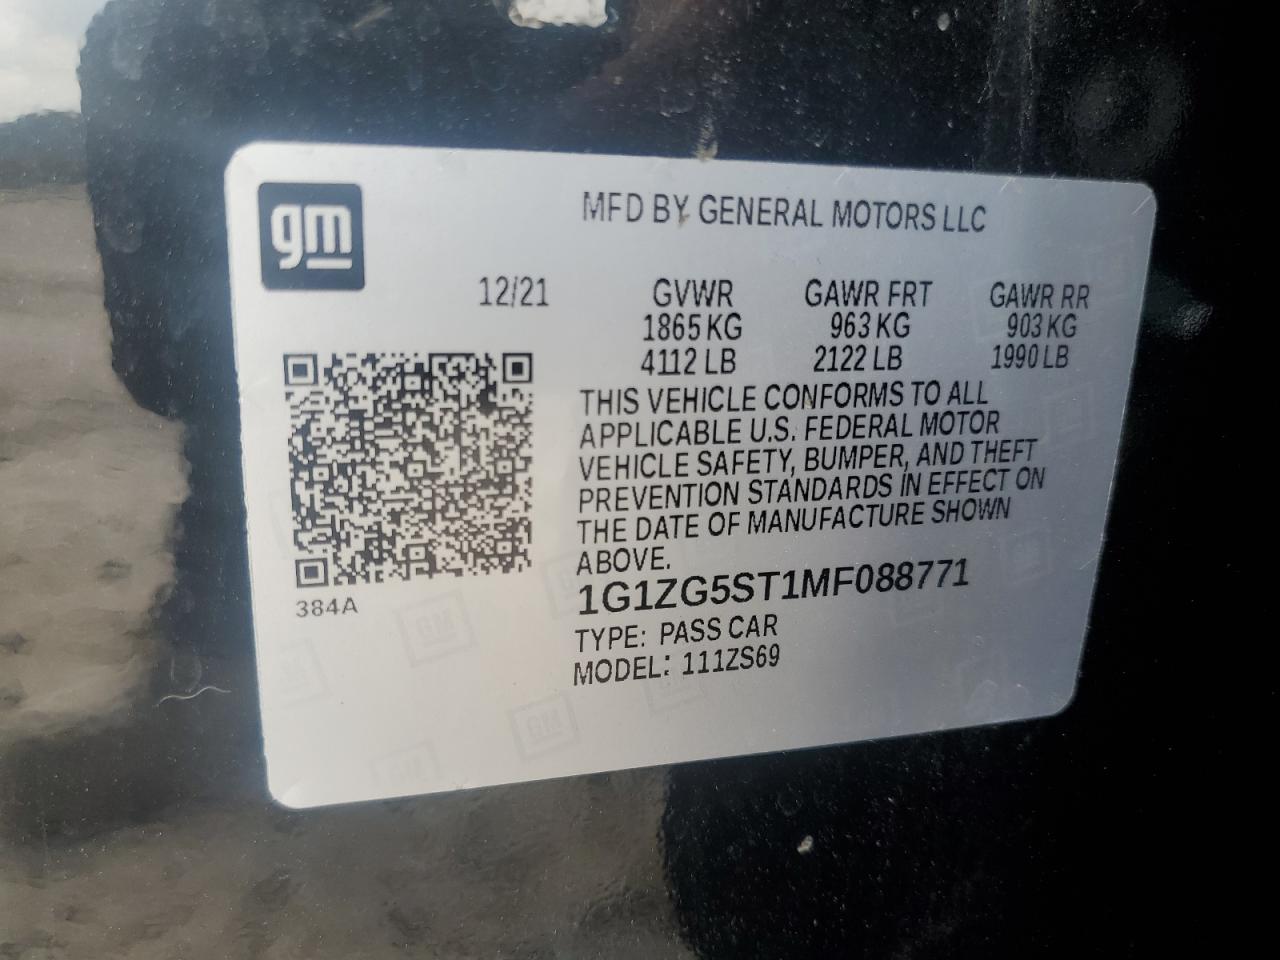 gm
MFD BY GENERAL MOTORS LLC
12/21 GVWR GAWR FRT GAWR RR
1865 KG 963 KG 903 KG
4112 LB 2122 LB 1990 LB
THIS VEHICLE CONFORMS TO ALL
APPLICABLE U.S. FEDERAL MOTOR
VEHICLE SAFETY, BUMPER, AND THEFT
PREVENTION STANDARDS IN EFFECT ON
THE DATE OF MANUFACTURE SHOWN
ABOVE.
1G1ZG5ST1MF088771
384A
TYPE: PASS CAR
MODEL: 111ZS69